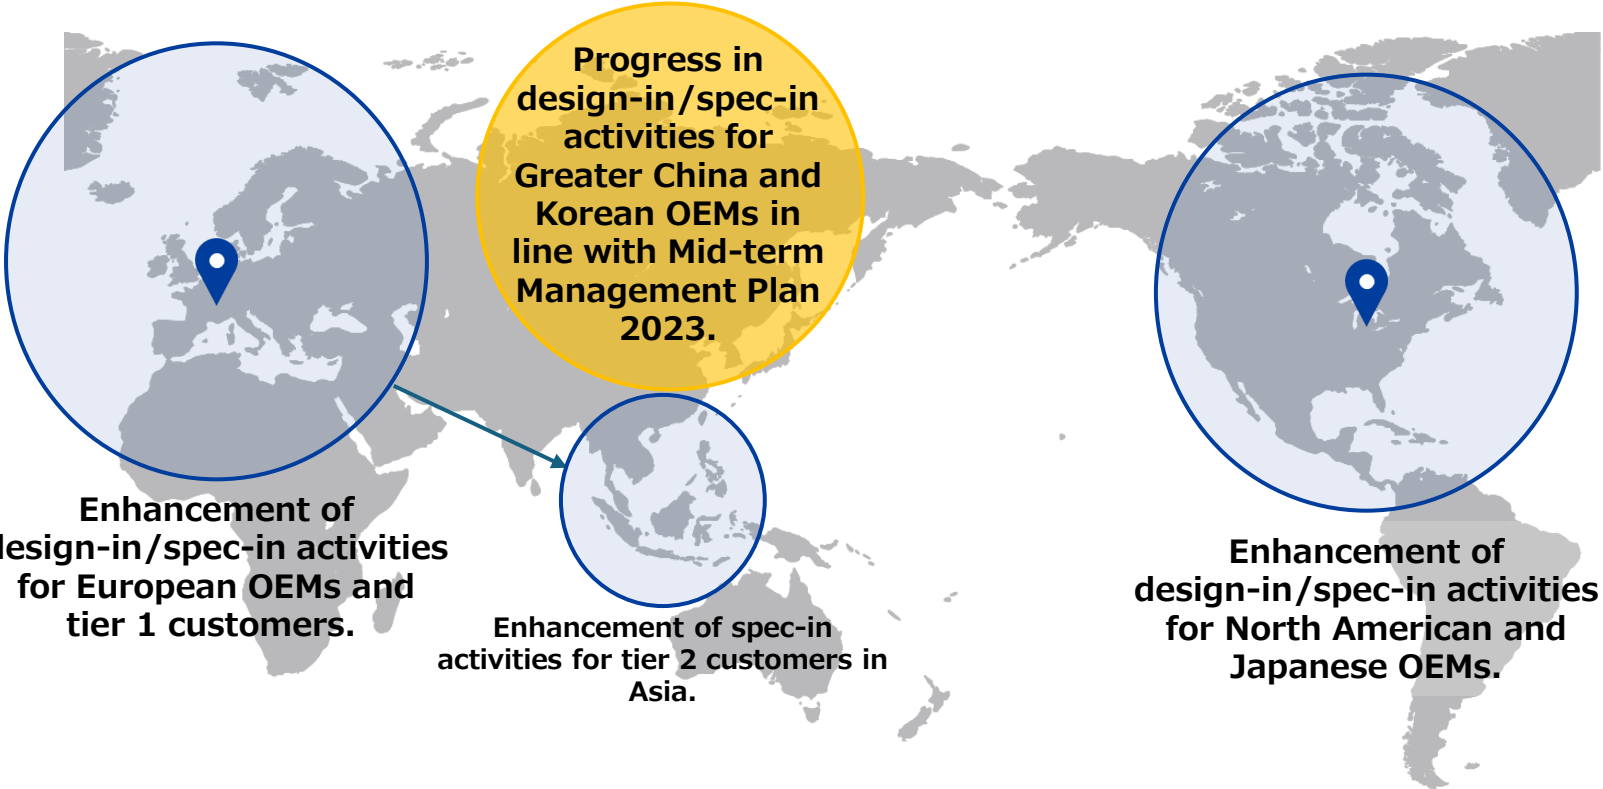 Progress in
design-in/spec-in
activities for
Greater China and
Korean OEMs in
line with Mid-term
Management Plan
2023.
Enhancement of
design-in/spec-in activities
for European OEMs and
tier 1 customers.
Enhancement of spec-in
activities for tier 2 customers in
Asia.
Enhancement of
design-in/spec-in activities
for North American and
Japanese OEMs.